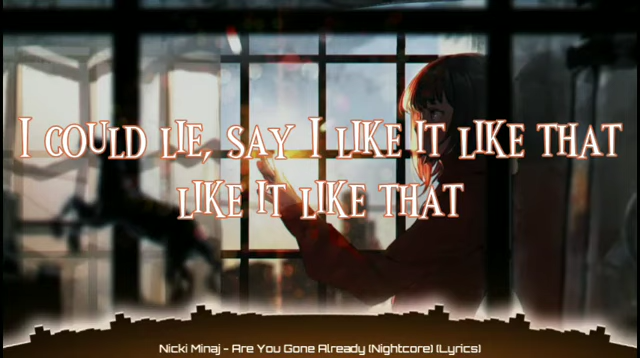 I COULD LIE, SAY I LIKE IT LIKE THAT
LIKE IT LIKE THAT
Nicki Minaj - Are You Gone Already (Nightcore) (Lyrics)